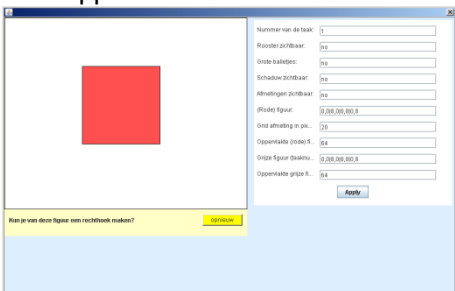 Nummer van de taak: 1
Rooster zichtbaar: no
Grote balletjes: no
Schaduw zichtbaar: no
Afmetingen zichtbaar: no
(Rode) figuur: 0,0|8,0|8,8|0,8
Grid afmeting in pix... 20
Oppervlakte (rode) fi... 64
Grijze figuur (taaknu... 0,0|8,0|8,8|0,8
Oppervlakte grijze fi... 64
Apply
Kun je van deze figuur een rechthoek maken? opnieuw